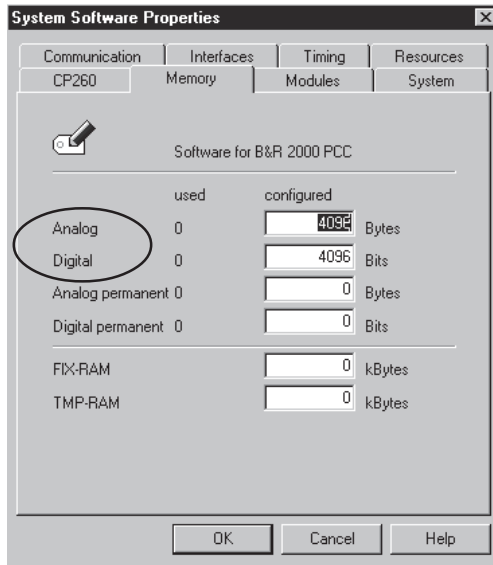 System Software Properties
Communication Interfaces Timing Resources
CP260 Memory Modules System
Software for B&R 2000 PCC
used configured
Analog 0 4096 Bytes
Digital 0 4096 Bits
Analog permanent 0 0 Bytes
Digital permanent 0 0 Bits
FIX-RAM 0 kBytes
TMP-RAM 0 kBytes
OK Cancel Help